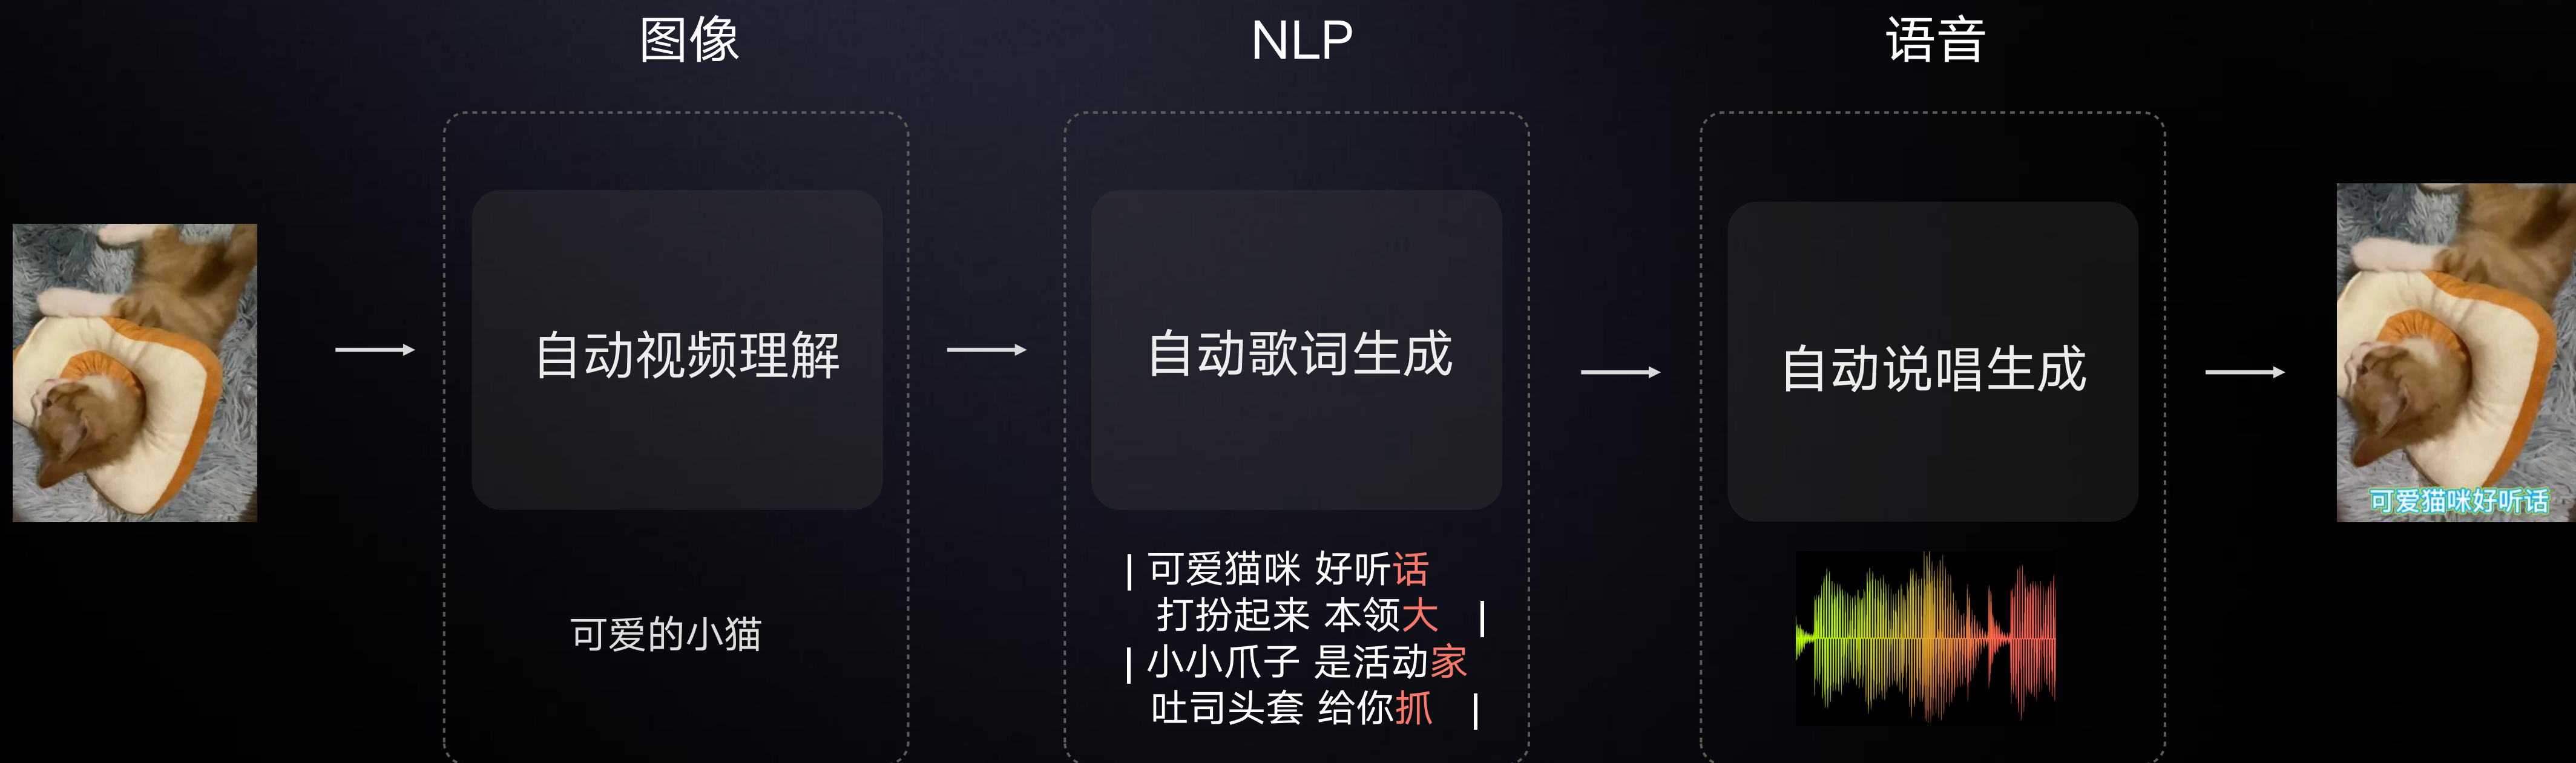 图像
自动视频理解
可爱的小猫
NLP
自动歌词生成
| 可爱猫咪 好听话
打扮起来 本领大 |
| 小小爪子 是活动家
吐司头套 给你抓 |
语音
自动说唱生成
可爱猫咪好听话